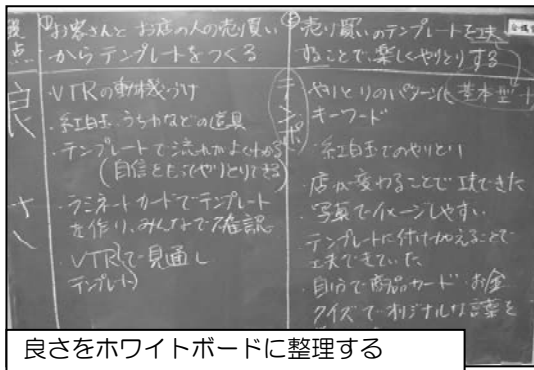 視点
①お客さんとお店の人の売り買い
からテンプレートをつくる
②売り買いのテンプレートを工夫
することで、楽しくやりとりする
良さ
・VTRの動機づけ
・紅白玉、うちわなどの道具
・テンプレートで流れがよくわかる
(自信をもってやりとりできる)
・ラミネートカードでテンプレート
を作り、みんなで確認
・VTR
テンプレート
で見通し
テンポ
・やりとりのパターン化 基本型
キーワード
・紅白玉でのやりとり
・店が変わることで工夫できた
・写真でイメージしやすい
・テンプレートに付け加えることで
工夫できていた
・自分で商品カード・お金
クイズでオリジナルな言葉を
良さをホワイトボードに整理する